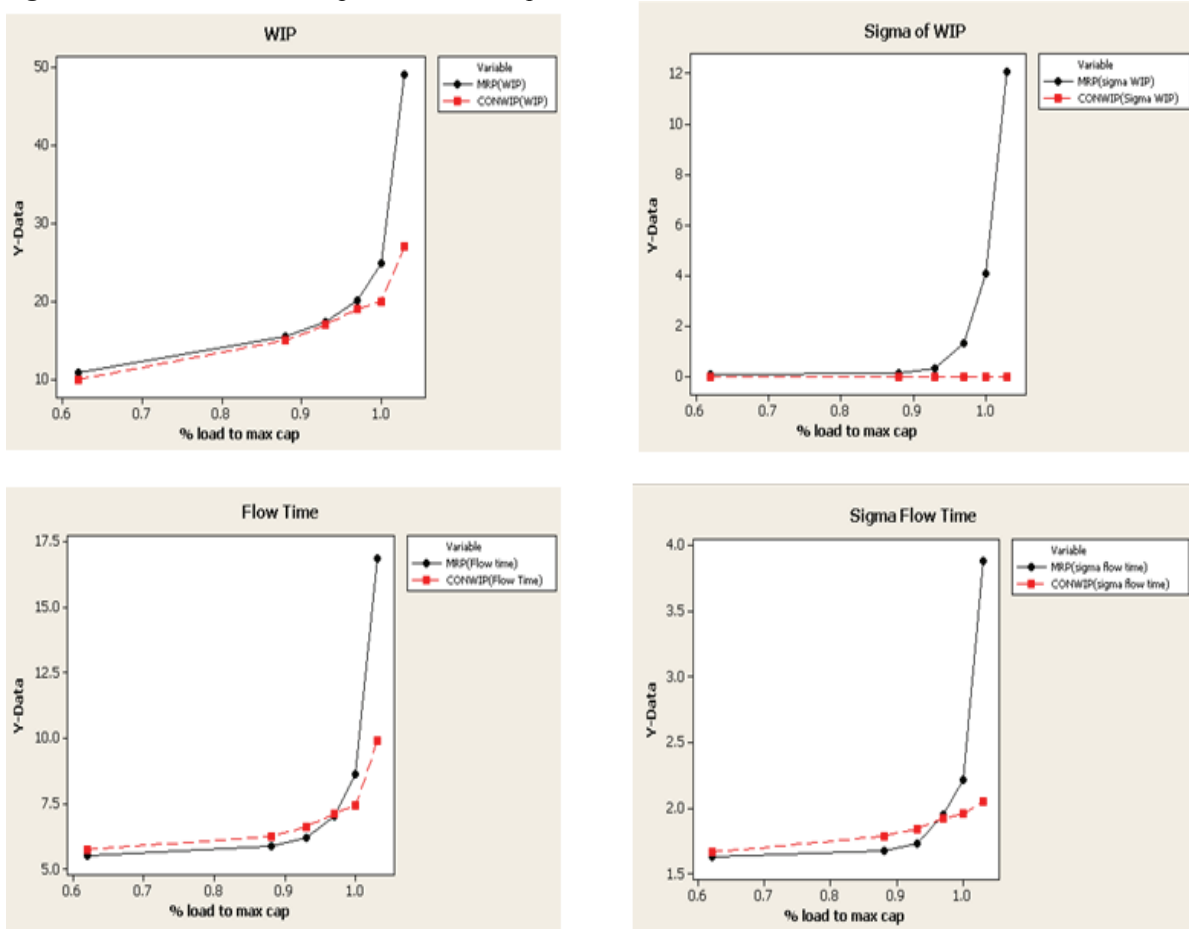 WIP
Y-Data
50
40
30
20
10
0.6 0.7 0.8 0.9 1.0
% load to max cap
Variable
MRP(WIP)
CONWIP(WIP)
Sigma of WIP
Y-Data
12
10
8
6
4
2
0
0.6 0.7 0.8 0.9 1.0
% load to max cap
Variable
MRP(sigma WIP)
CONWIP(Sigma WIP)
Flow Time
Y-Data
17.5
15.0
12.5
10.0
7.5
5.0
0.6 0.7 0.8 0.9 1.0
% load to max cap
Variable
MRP(Flow time)
CONWIP(Flow Time)
Sigma Flow Time
Y-Data
4.0
3.5
3.0
2.5
2.0
1.5
0.6 0.7 0.8 0.9 1.0
% load to max cap
Variable
MRP(sigma flow time)
CONWIP(sigma flow time)